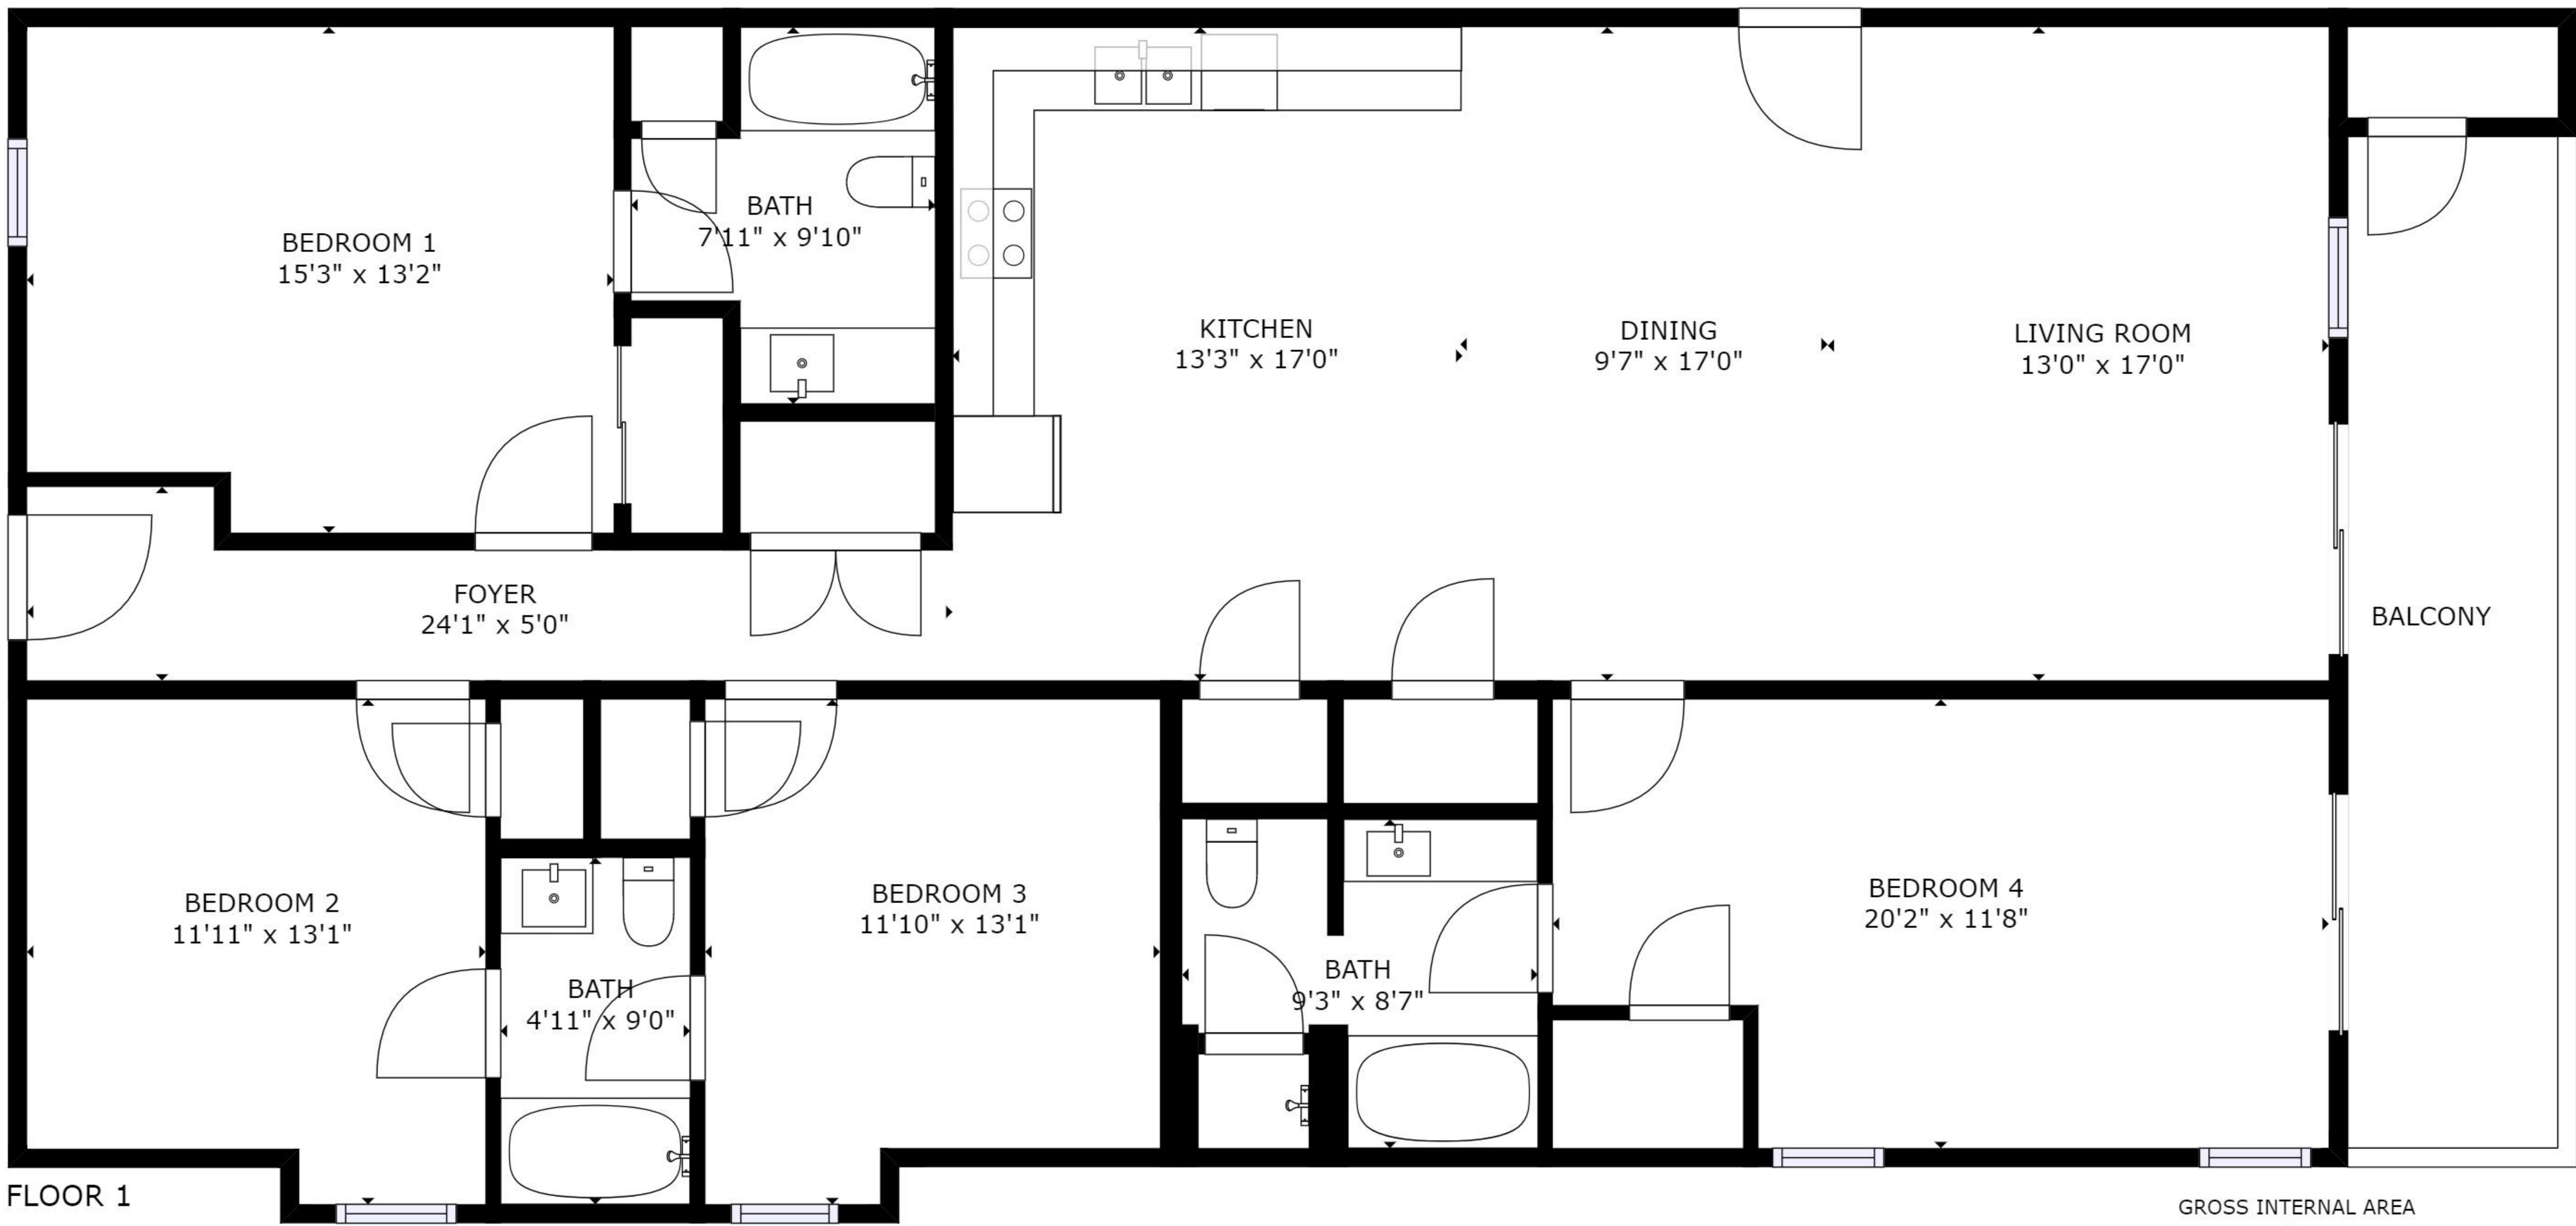 BEDROOM 1
15'3" x 13'2"
BATH
7'11" x 9'10"
KITCHEN
13'3" x 17'0"
DINING
9'7" x 17'0"
LIVING ROOM
13'0" x 17'0"
FOYER
24'1" x 5'0"
BALCONY
BEDROOM 2
11'11" x 13'1"
BATH
4'11" x 9'0"
BEDROOM 3
11'10" x 13'1"
BATH
9'3" x 8'7"
BEDROOM 4
20'2" x 11'8"
FLOOR 1
GROSS INTERNAL AREA